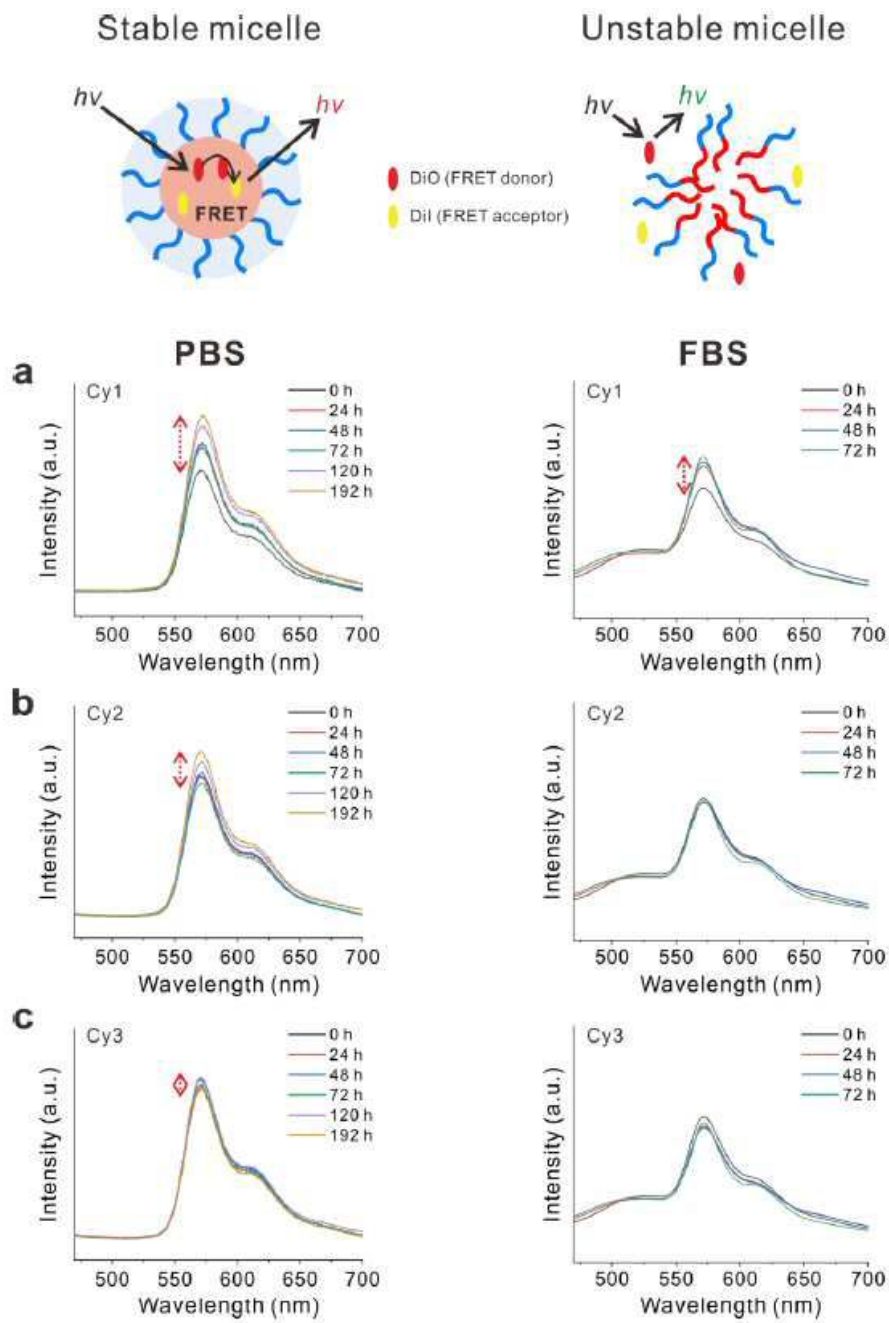 Stable micelle
Unstable micelle
hv
hv
FRET
DiO (FRET donor)
DiI (FRET acceptor)
hv
hv
PBS
FBS
a
Cy1
0 h
24 h
48 h
72 h
120 h
192 h
Intensity (a.u.)
500 550 600 650 700
Wavelength (nm)
Cy1
0 h
24 h
48 h
72 h
Intensity (a.u.)
500 550 600 650 700
Wavelength (nm)
b
Cy2
0 h
24 h
48 h
72 h
120 h
192 h
Intensity (a.u.)
500 550 600 650 700
Wavelength (nm)
Cy2
0 h
24 h
48 h
72 h
Intensity (a.u.)
500 550 600 650 700
Wavelength (nm)
c
Cy3
0 h
24 h
48 h
72 h
120 h
192 h
Intensity (a.u.)
500 550 600 650 700
Wavelength (nm)
Cy3
0 h
24 h
48 h
72 h
Intensity (a.u.)
500 550 600 650 700
Wavelength (nm)